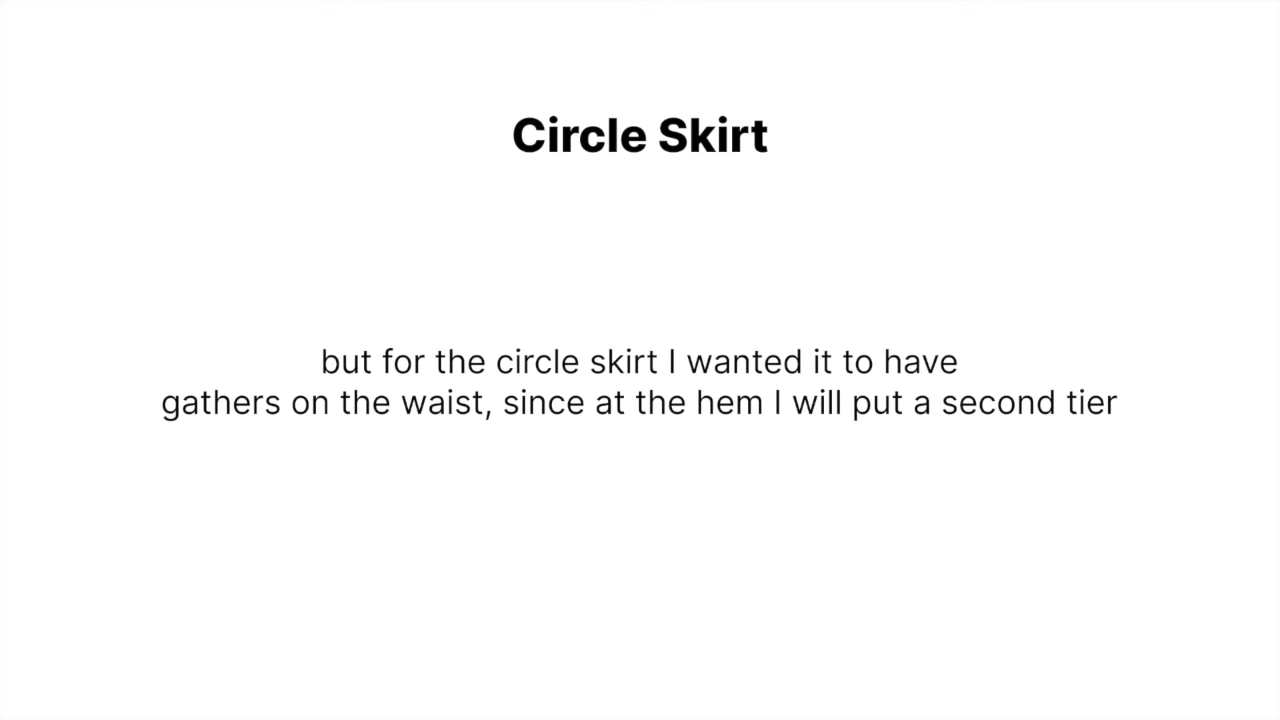 Circle Skirt
but for the circle skirt I wanted it to have
gathers on the waist, since at the hem I will put a second tier